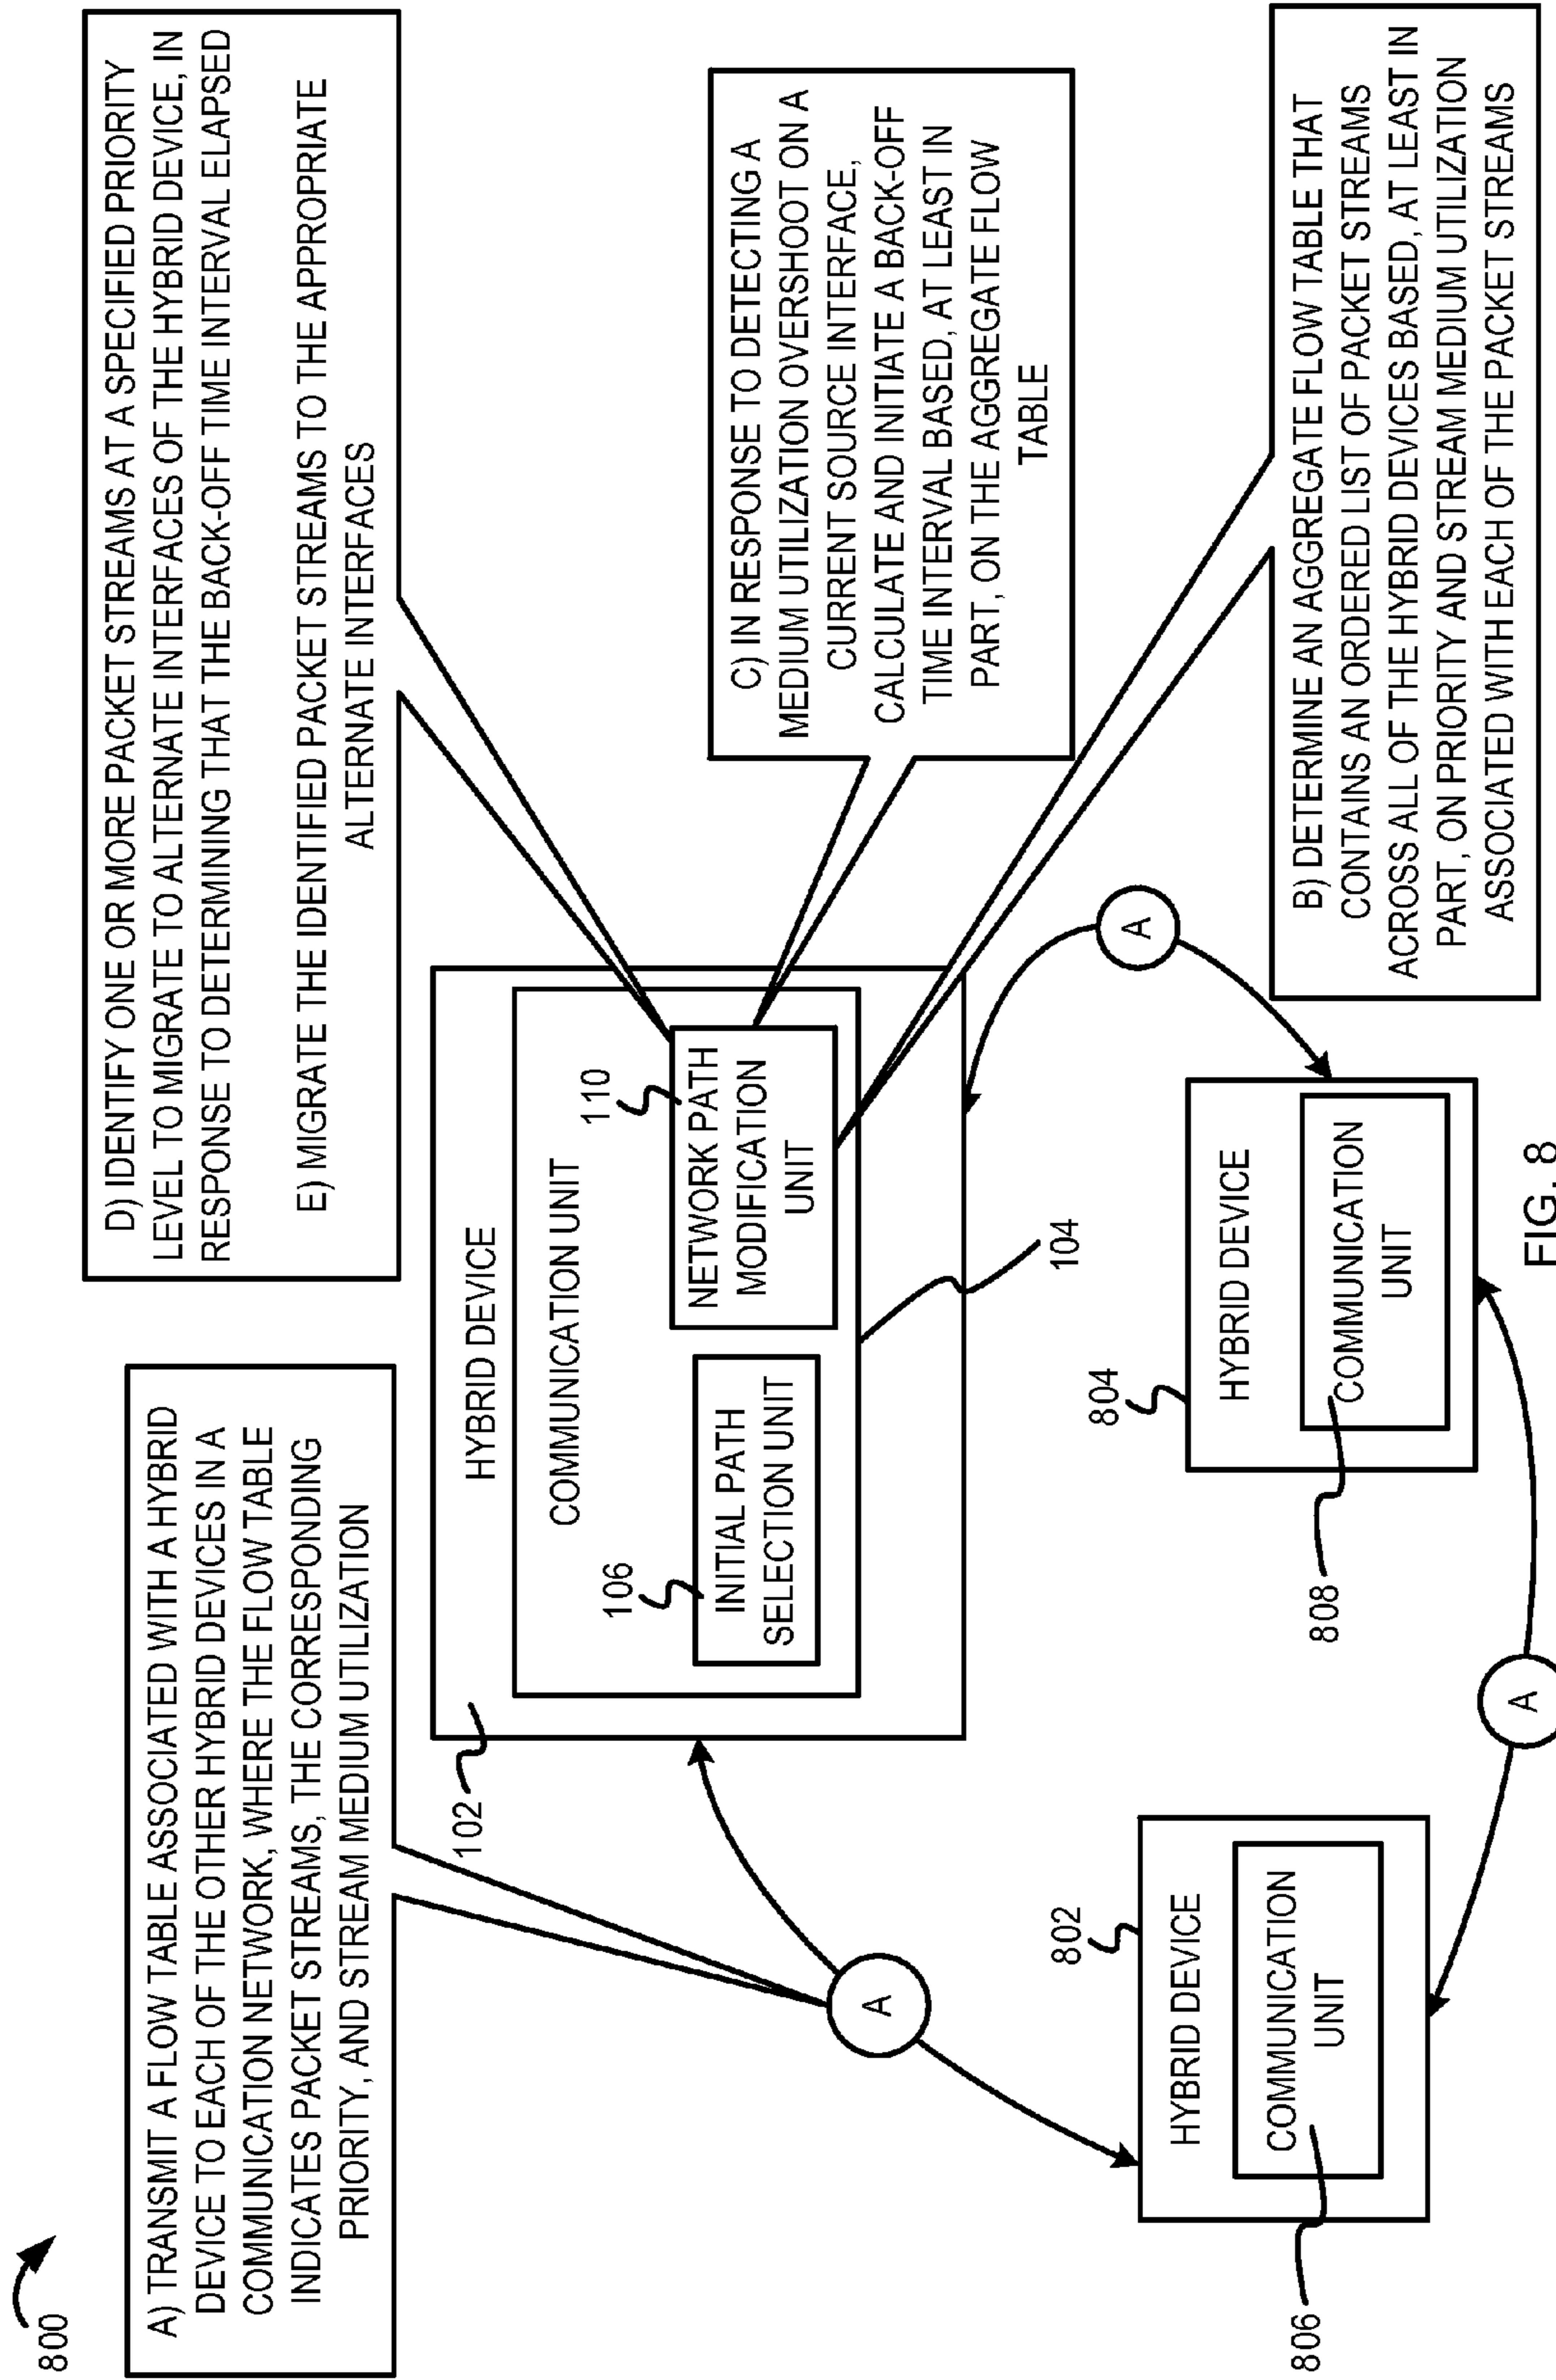 800
A) TRANSMIT A FLOW TABLE ASSOCIATED WITH A HYBRID
DEVICE TO EACH OF THE OTHER HYBRID DEVICES IN A
COMMUNICATION NETWORK, WHERE THE FLOW TABLE
INDICATES PACKET STREAMS, THE CORRESPONDING
PRIORITY, AND STREAM MEDIUM UTILIZATION
D) IDENTIFY ONE OR MORE PACKET STREAMS AT A SPECIFIED PRIORITY
LEVEL TO MIGRATE TO ALTERNATE INTERFACES OF THE HYBRID DEVICE, IN
RESPONSE TO DETERMINING THAT THE BACK-OFF TIME INTERVAL ELAPSED
E) MIGRATE THE IDENTIFIED PACKET STREAMS TO THE APPROPRIATE
ALTERNATE INTERFACES
102
HYBRID DEVICE
COMMUNICATION UNIT
106
INITIAL PATH
SELECTION UNIT
110
NETWORK PATH
MODIFICATION
UNIT
104
C) IN RESPONSE TO DETECTING A
MEDIUM UTILIZATION OVERSHOOT ON A
CURRENT SOURCE INTERFACE,
CALCULATE AND INITIATE A BACK-OFF
TIME INTERVAL BASED, AT LEAST IN
PART, ON THE AGGREGATE FLOW
TABLE
A
A
802
HYBRID DEVICE
COMMUNICATION
UNIT
806
804
HYBRID DEVICE
COMMUNICATION
UNIT
808
B) DETERMINE AN AGGREGATE FLOW TABLE THAT
CONTAINS AN ORDERED LIST OF PACKET STREAMS
ACROSS ALL OF THE HYBRID DEVICES BASED, AT LEAST IN
PART, ON PRIORITY AND STREAM MEDIUM UTILIZATION
ASSOCIATED WITH EACH OF THE PACKET STREAMS
A
FIG. 8